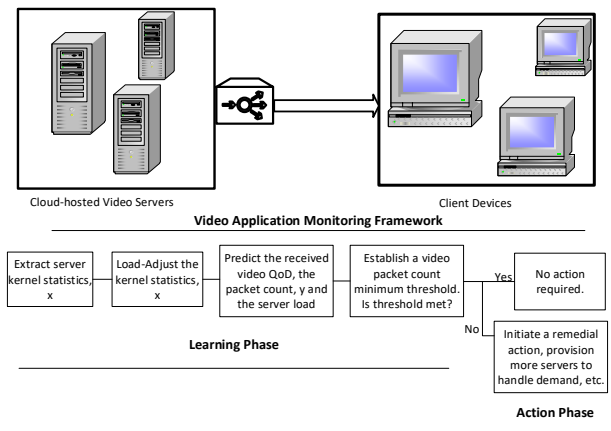 Cloud-hosted Video Servers
Client Devices
Video Application Monitoring Framework
Extract server
kernel statistics,
x
Load-Adjust the
kernel statistics,
x
Predict the received
video QoD, the
packet count, y and
the server load
Establish a video
packet count
minimum threshold.
Is threshold met?
Yes
No action
required.
No
Initiate a remedial
action, provision
more servers to
handle demand, etc.
Learning Phase
Action Phase